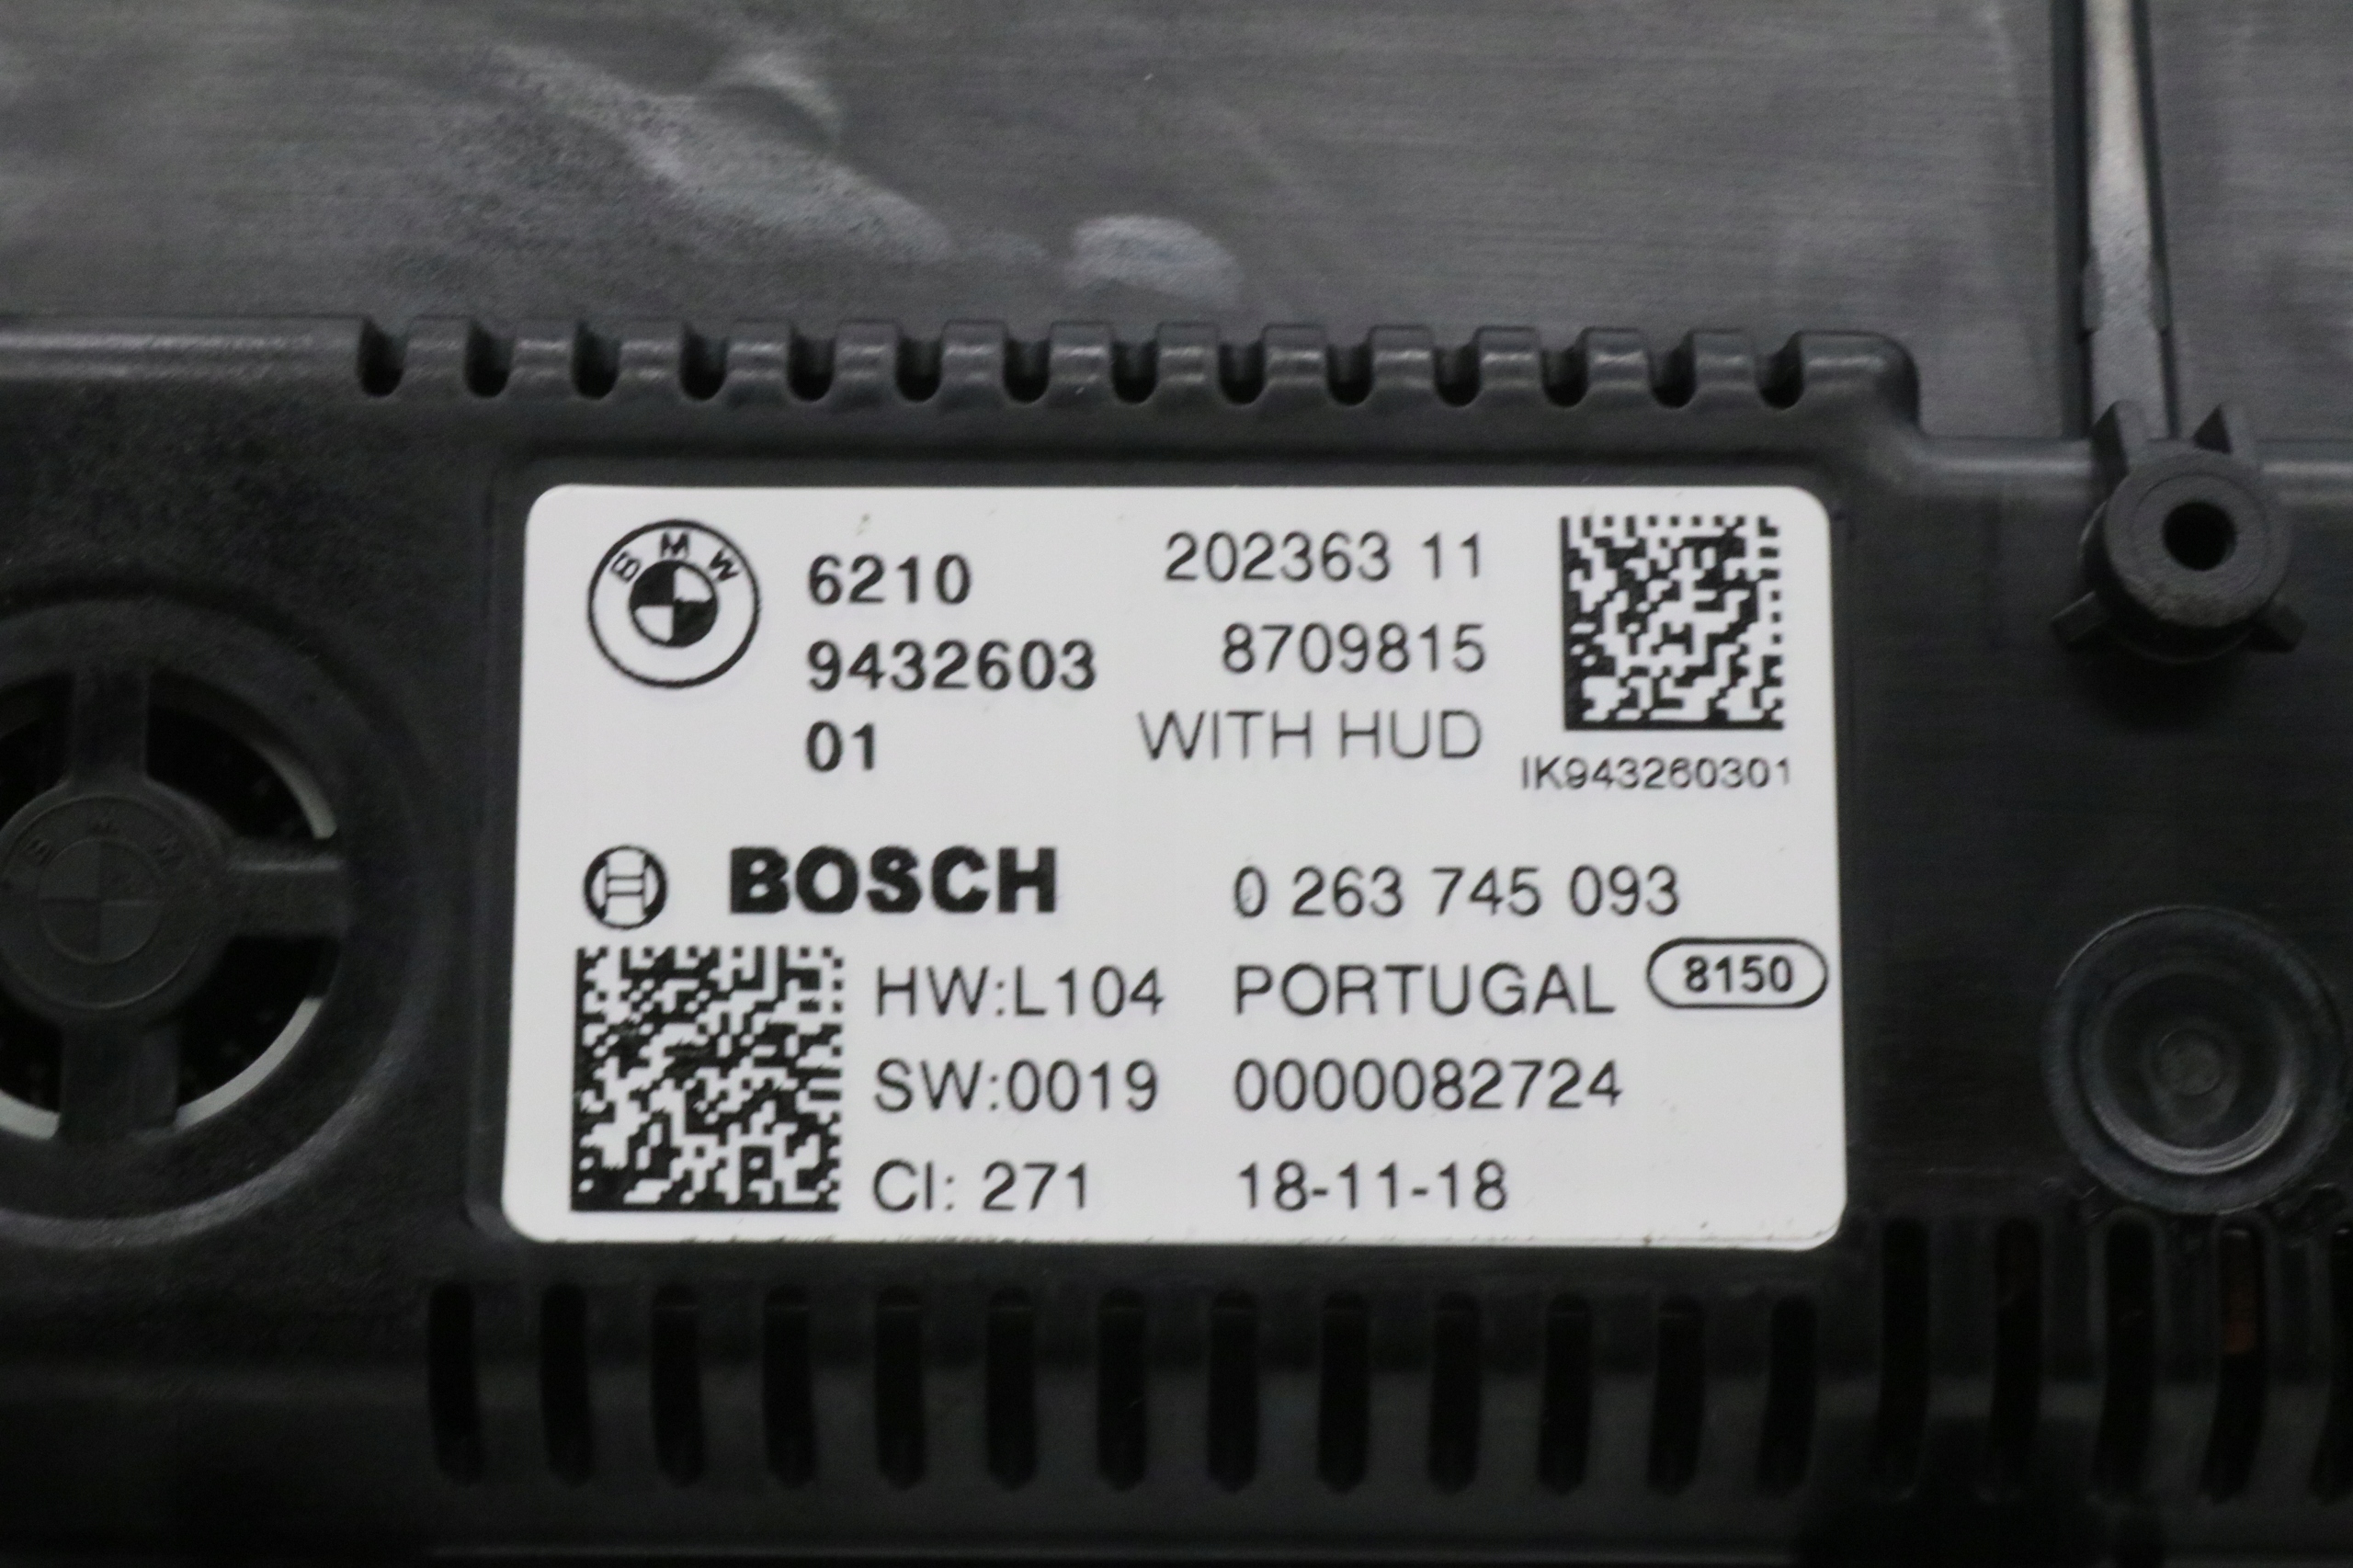 BMW
6210
9432603
01
202363 11
8709815
WITH HUD
IK943260301
BOSCH
0 263 745 093
HW:L104
PORTUGAL
8150
SW:0019
0000082724
CI: 271
18-11-18